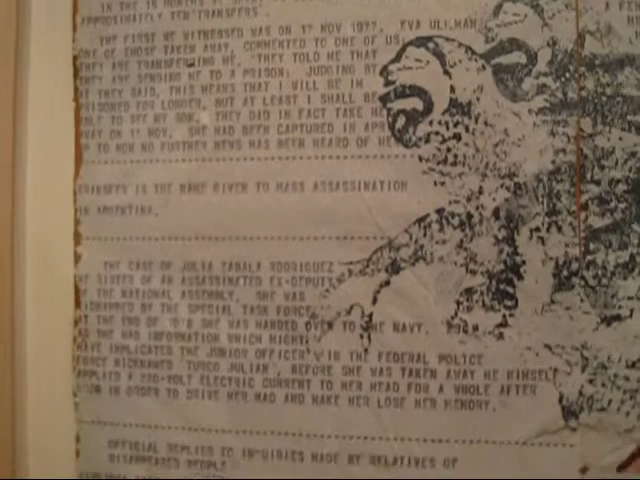 IN THE 15 MONTHS
APPROXIMATELY TEN 'TRANSFERS'.
THE FIRST WE WITNESSED WAS ON 17 NOV 1977. EVA ULLMAN,
ONE OF THOSE TAKEN AWAY, COMMENTED TO ONE OF US
THEY ARE TRANSFERRING ME, 'THEY TOLD ME THAT
THEY ARE SENDING ME TO A PRISON; JUDGING BY
THEY SAID, THIS MEANS THAT I WILL BE IM
PRISONED FOR LONGER, BUT AT LEAST I SHALL BE
ABLE TO SEE MY SON. THEY DID IN FACT TAKE HE
AWAY ON 17 NOV. SHE HAD BEEN CAPTURED IN APR
UP TO NOW NO FURTHER NEWS HAS BEEN HEARD OF HE
TRANSFER IS THE NAME GIVEN TO MASS ASSASSINATION
IN ARGENTINA.
THE CASE OF JULIA ZABALA RODRIGUEZ
HE SISTER OF AN ASSASSINATED EX-DEPUTY
THE NATIONAL ASSEMBLY. SHE WAS
KIDNAPPED BY THE SPECIAL TASK FORCE
AT THE END OF 1978 SHE WAS HANDED OVER TO THE NAVY.
AS SHE HAD INFORMATION WHICH MIGHT
HAVE IMPLICATED THE JUNIOR OFFICER IN THE FEDERAL POLICE
FORCE NICKNAMED 'TURCO JULIAN', BEFORE SHE WAS TAKEN AWAY HE HIMSELF
APPLIED A 220-VOLT ELECTRIC CURRENT TO HER HEAD FOR A WHOLE AFTER
NOON IN ORDER TO DRIVE HER MAD AND MAKE HER LOSE HER MEMORY.
OFFICIAL REPLIES TO INQUIRIES MADE BY RELATIVES OF
DISAPPEARED PEOPLE